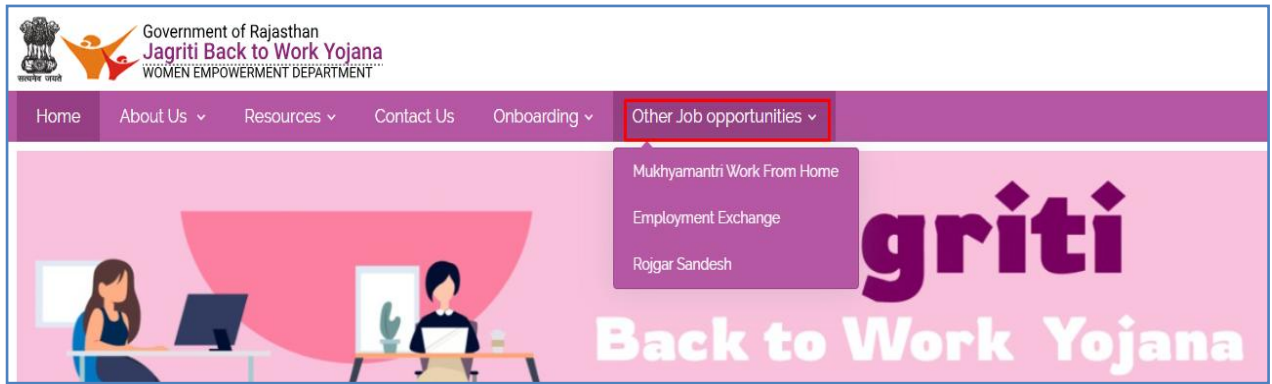 Government of Rajasthan
Jagriti Back to Work Yojana
WOMEN EMPOWERMENT DEPARTMENT
सत्यमेव जयते
Home About Us Resources Contact Us Onboarding Other Job opportunities
Mukhyamantri Work From Home
Employment Exchange
Rojgar Sandesh
griti
Back to Work Yojana